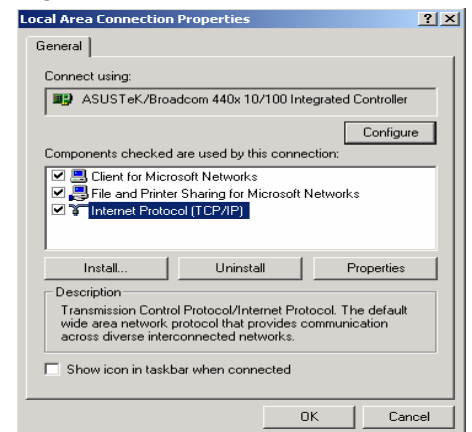 Local Area Connection Properties
General
Connect using:
ASUSTeK/Broadcom 440x 10/100 Integrated Controller
Configure
Components checked are used by this connection:
Client for Microsoft Networks
File and Printer Sharing for Microsoft Networks
Internet Protocol (TCP/IP)
Install... Uninstall Properties
Description
Transmission Control Protocol/Internet Protocol. The default
wide area network protocol that provides communication
across diverse interconnected networks.
Show icon in taskbar when connected
OK Cancel